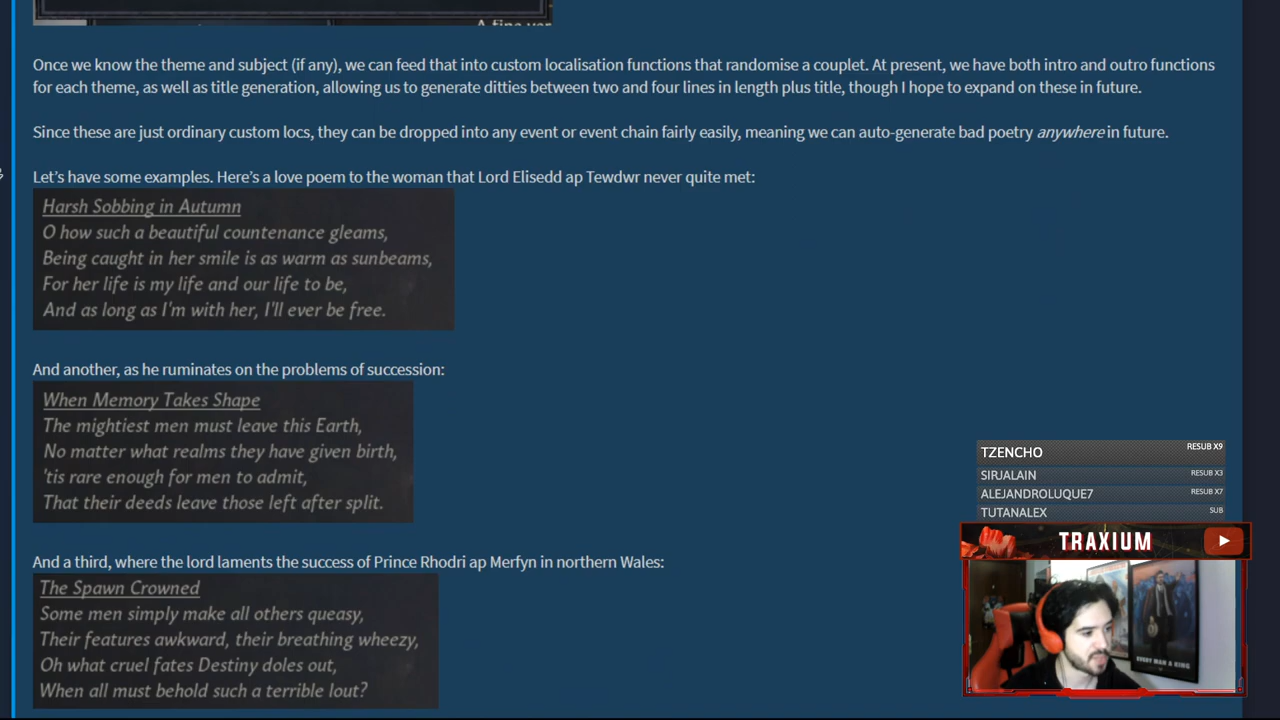 A fine ver
Once we know the theme and subject (if any), we can feed that into custom localisation functions that randomise a couplet. At present, we have both intro and outro functions
for each theme, as well as title generation, allowing us to generate ditties between two and four lines in length plus title, though I hope to expand on these in future.
Since these are just ordinary custom locs, they can be dropped into any event or event chain fairly easily, meaning we can auto-generate bad poetry anywhere in future.
Let’s have some examples. Here’s a love poem to the woman that Lord Elisedd ap Tewdwr never quite met:
Harsh Sobbing in Autumn
O how such a beautiful countenance gleams,
Being caught in her smile is as warm as sunbeams,
For her life is my life and our life to be,
And as long as I'm with her, I'll ever be free.
And another, as he ruminates on the problems of succession:
When Memory Takes Shape
The mightiest men must leave this Earth,
No matter what realms they have given birth,
'tis rare enough for men to admit,
That their deeds leave those left after split.
And a third, where the lord laments the success of Prince Rhodri ap Merfyn in northern Wales:
The Spawn Crowned
Some men simply make all others queasy,
Their features awkward, their breathing wheezy,
Oh what cruel fates Destiny doles out,
When all must behold such a terrible lout?
TZENCHO RESUB X9
SIRJALAIN RESUB X3
ALEJANDROLUQUE7 RESUB X7
TUTANALEX SUB
TRAXIUM
EVERY MAN A KING